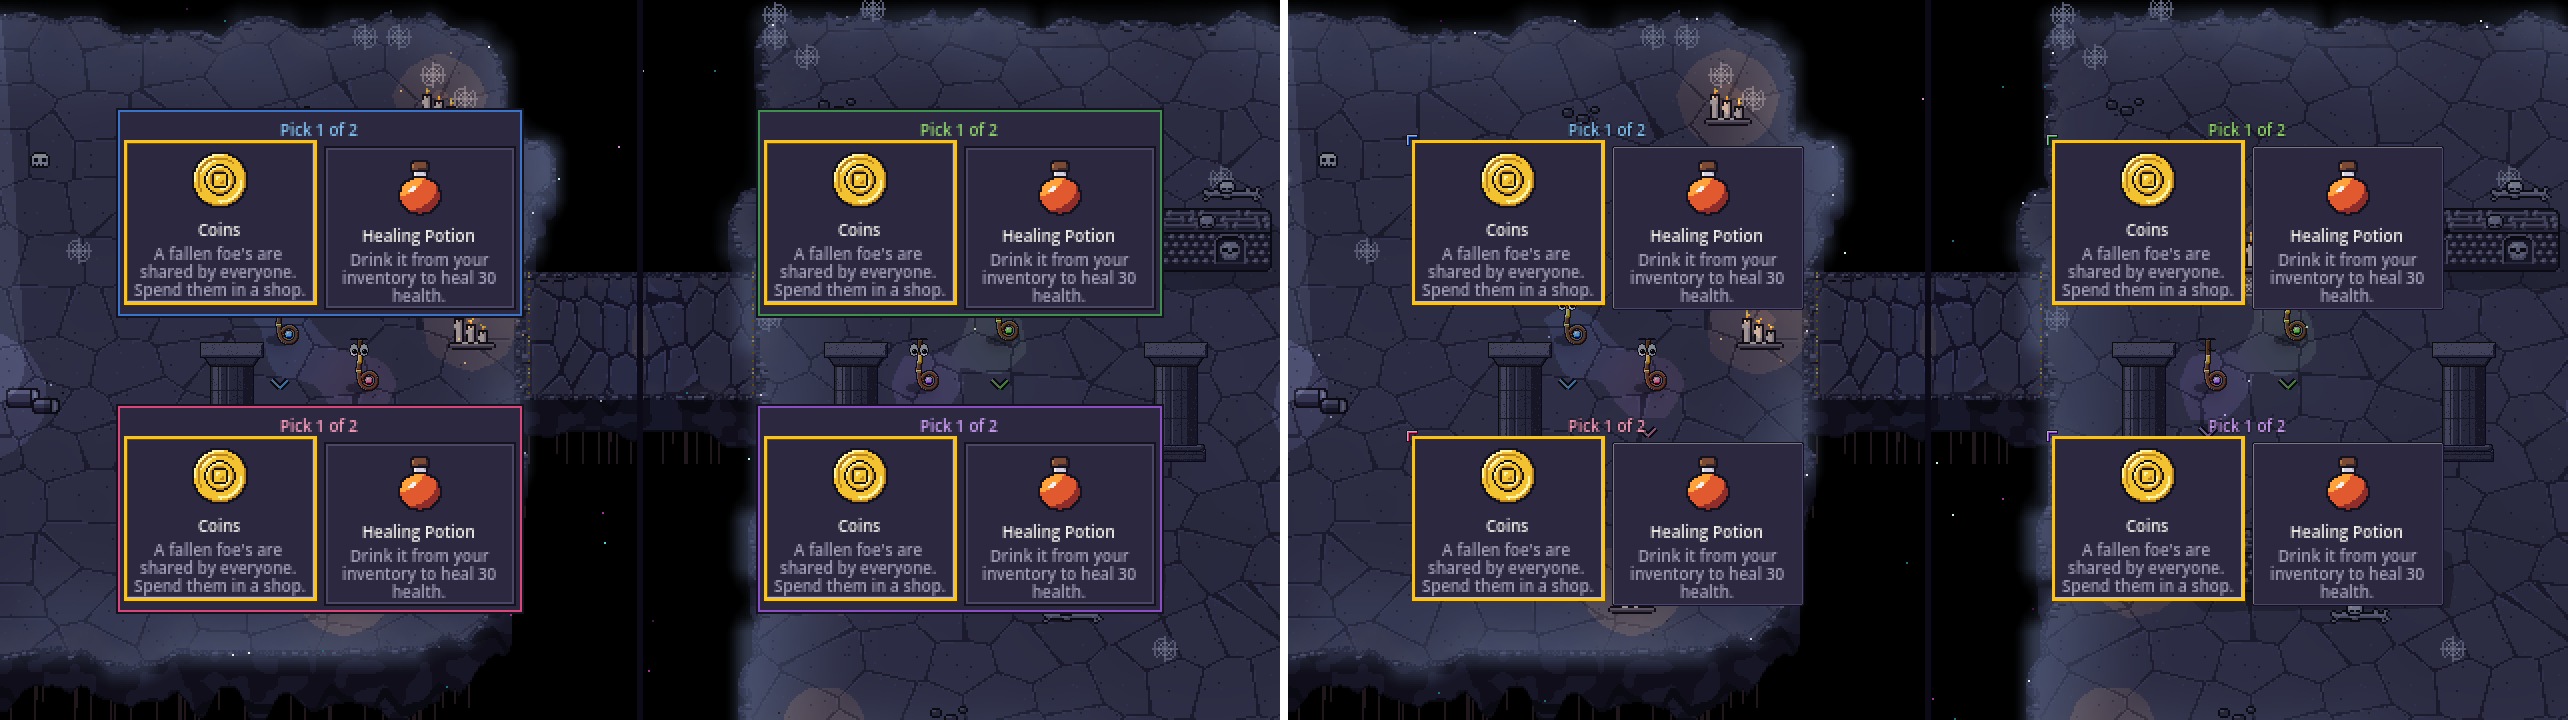 Pick 1 of 2
Coins
A fallen foe's are
shared by everyone.
Spend them in a shop.
Healing Potion
Drink it from your
inventory to heal 30
health.
Pick 1 of 2
Coins
A fallen foe's are
shared by everyone.
Spend them in a shop.
Healing Potion
Drink it from your
inventory to heal 30
health.
Pick 1 of 2
Coins
A fallen foe's are
shared by everyone.
Spend them in a shop.
Healing Potion
Drink it from your
inventory to heal 30
health.
Pick 1 of 2
Coins
A fallen foe's are
shared by everyone.
Spend them in a shop.
Healing Potion
Drink it from your
inventory to heal 30
health.
Pick 1 of 2
Coins
A fallen foe's are
shared by everyone.
Spend them in a shop.
Healing Potion
Drink it from your
inventory to heal 30
health.
Pick 1 of 2
Coins
A fallen foe's are
shared by everyone.
Spend them in a shop.
Healing Potion
Drink it from your
inventory to heal 30
health.
Pick 1 of 2
Coins
A fallen foe's are
shared by everyone.
Spend them in a shop.
Healing Potion
Drink it from your
inventory to heal 30
health.
Pick 1 of 2
Coins
A fallen foe's are
shared by everyone.
Spend them in a shop.
Healing Potion
Drink it from your
inventory to heal 30
health.